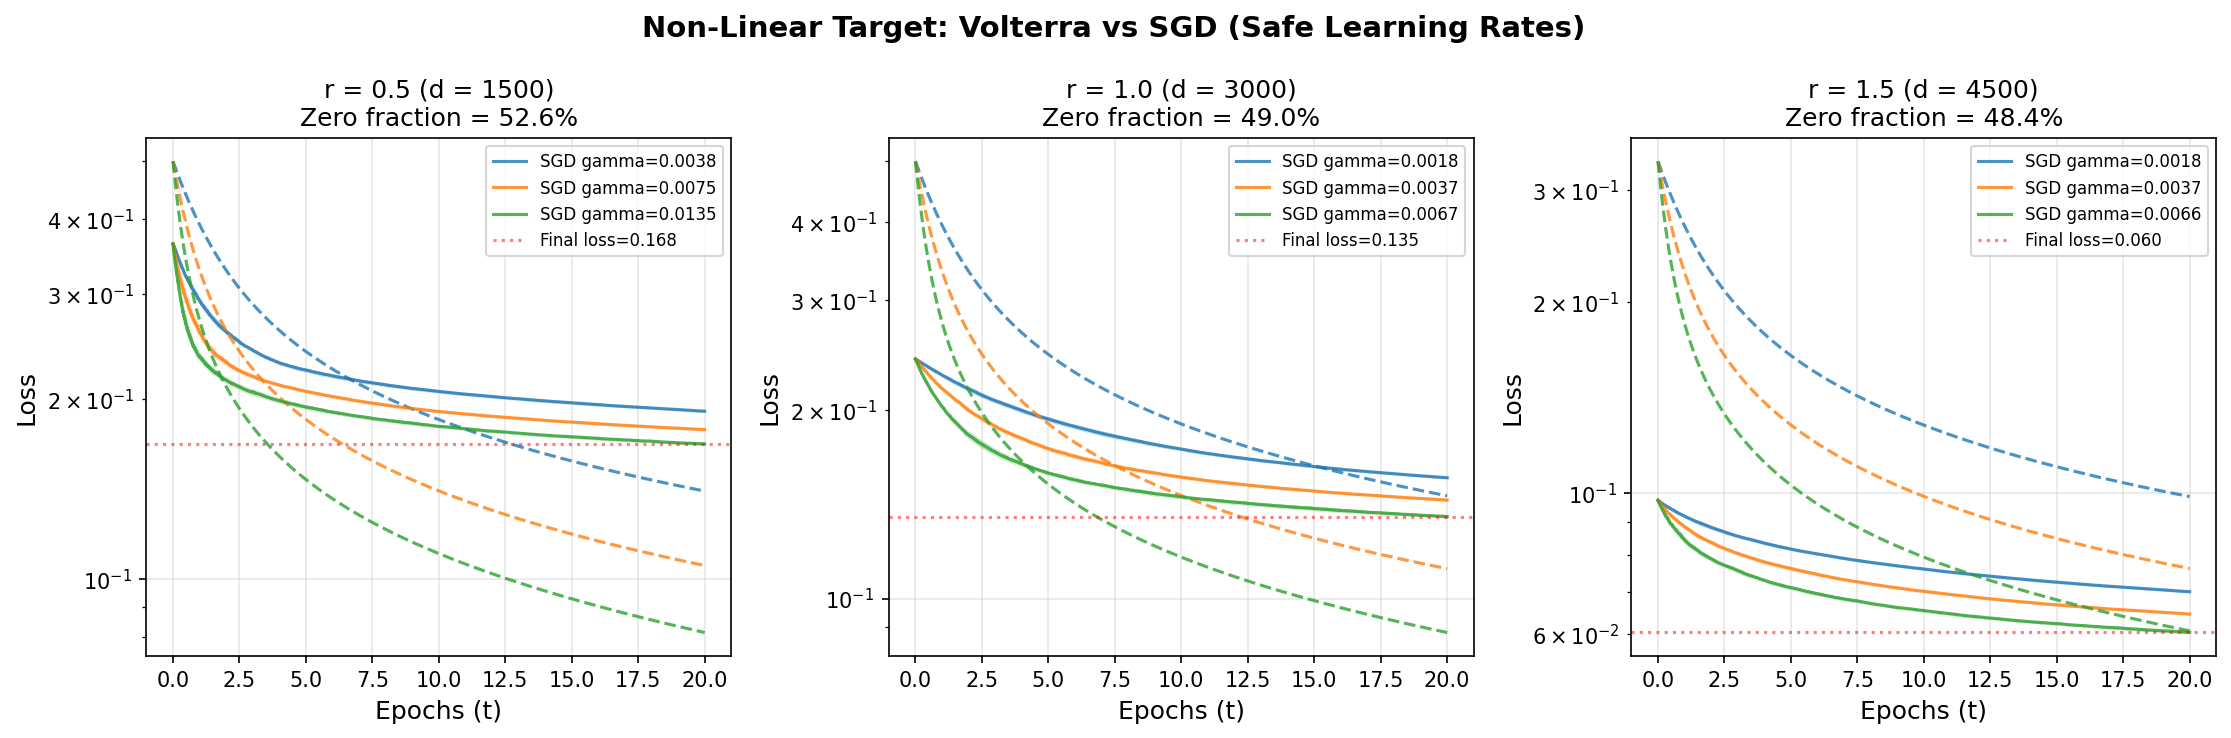 Non-Linear Target: Volterra vs SGD (Safe Learning Rates)
r = 0.5 (d = 1500)
Zero fraction = 52.6%
SGD gamma=0.0038
SGD gamma=0.0075
SGD gamma=0.0135
Final loss=0.168
4 × 10⁻¹
3 × 10⁻¹
2 × 10⁻¹
10⁻¹
Loss
0.0 2.5 5.0 7.5 10.0 12.5 15.0 17.5 20.0
Epochs (t)
r = 1.0 (d = 3000)
Zero fraction = 49.0%
SGD gamma=0.0018
SGD gamma=0.0037
SGD gamma=0.0067
Final loss=0.135
4 × 10⁻¹
3 × 10⁻¹
2 × 10⁻¹
10⁻¹
Loss
0.0 2.5 5.0 7.5 10.0 12.5 15.0 17.5 20.0
Epochs (t)
r = 1.5 (d = 4500)
Zero fraction = 48.4%
SGD gamma=0.0018
SGD gamma=0.0037
SGD gamma=0.0066
Final loss=0.060
3 × 10⁻¹
2 × 10⁻¹
10⁻¹
6 × 10⁻²
Loss
0.0 2.5 5.0 7.5 10.0 12.5 15.0 17.5 20.0
Epochs (t)